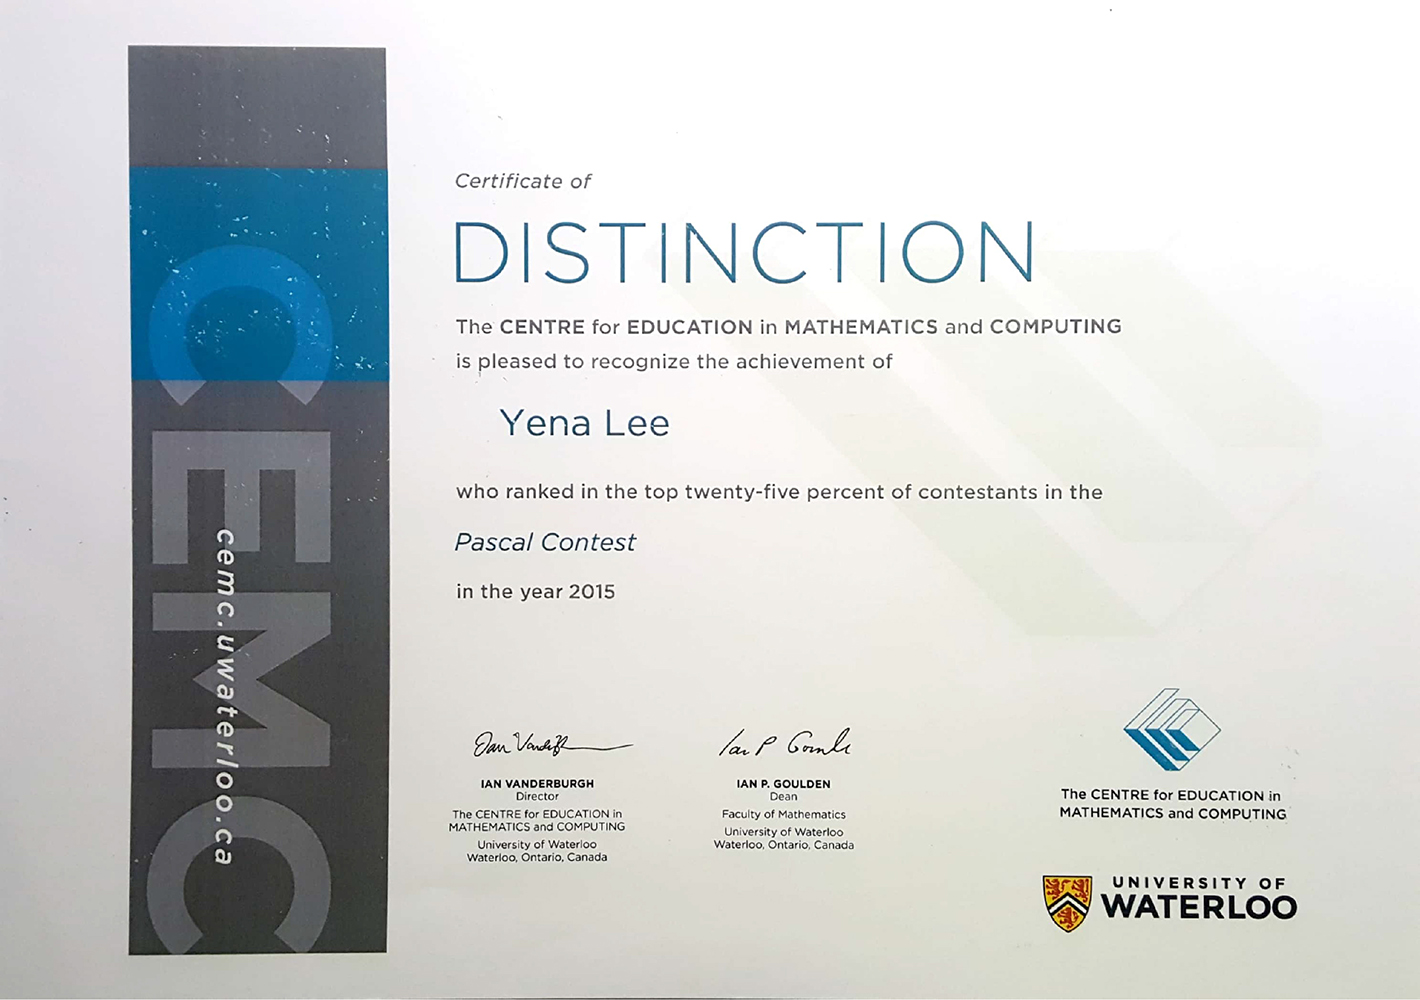 CEMC
cemc.uwaterloo.ca
Certificate of
DISTINCTION
The CENTRE for EDUCATION in MATHEMATICS and COMPUTING
is pleased to recognize the achievement of
Yena Lee
who ranked in the top twenty-five percent of contestants in the
Pascal Contest
in the year 2015
IAN VANDERBURGH
Director
The CENTRE for EDUCATION in
MATHEMATICS and COMPUTING
University of Waterloo
Waterloo, Ontario, Canada
Ian P Goulden
IAN P. GOULDEN
Dean
Faculty of Mathematics
University of Waterloo
Waterloo, Ontario, Canada
The CENTRE for EDUCATION in
MATHEMATICS and COMPUTING
UNIVERSITY OF
WATERLOO